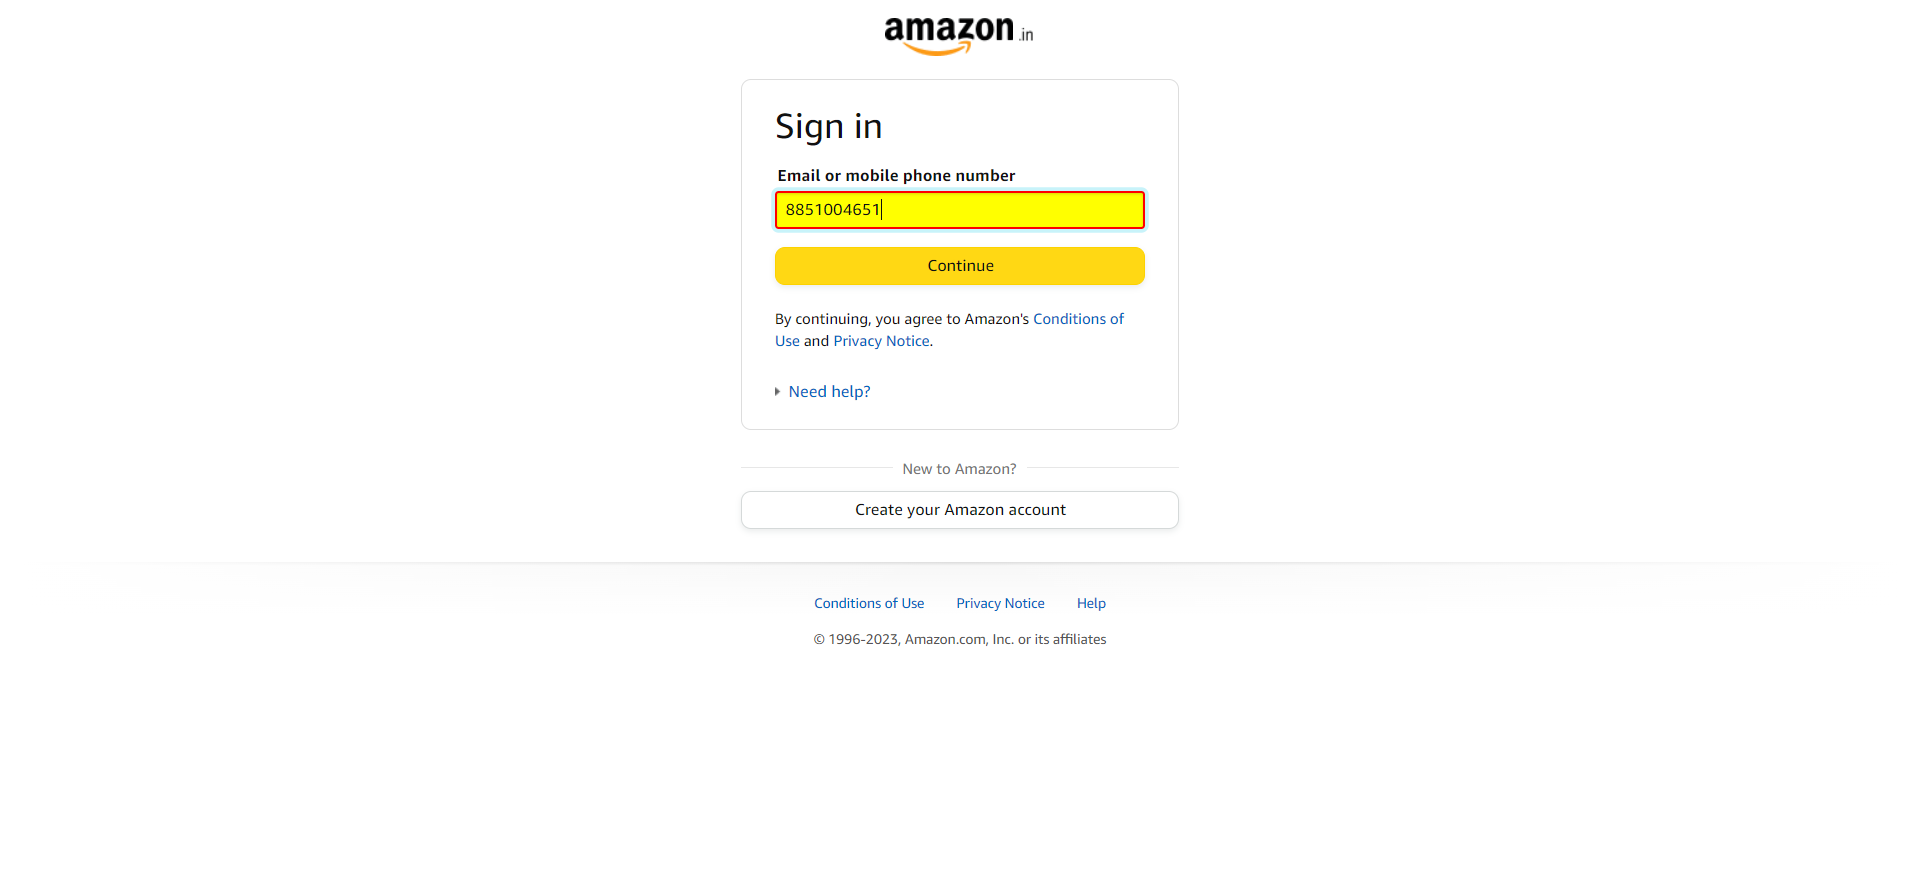 amazon.in
Sign in
Email or mobile phone number
8851004651
Continue
By continuing, you agree to Amazon's Conditions of
Use and Privacy Notice.
Need help?
New to Amazon?
Create your Amazon account
Conditions of Use Privacy Notice Help
© 1996-2023, Amazon.com, Inc. or its affiliates